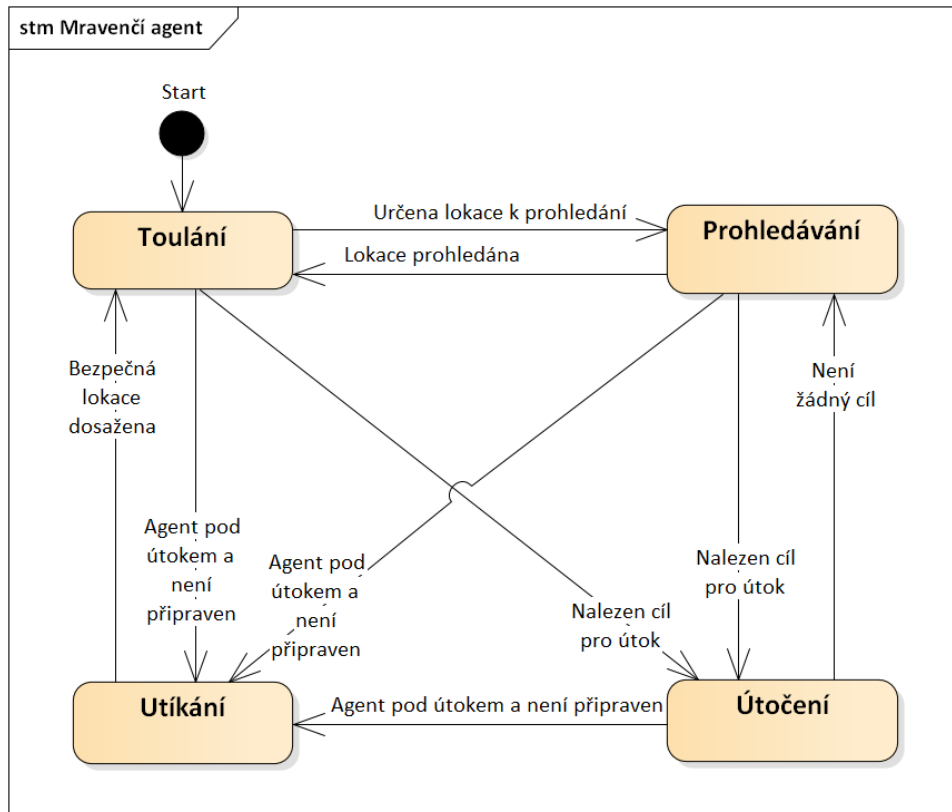 stm Mravenčí agent
Start
Toulání
Určena lokace k prohledání
Prohledávání
Lokace prohledána
Bezpečná
lokace
dosažena
Není
žádný cíl
Agent pod
útokem a
není
připraven
Agent pod
útokem a
není
připraven
Nalezen cíl
pro útok
Nalezen cíl
pro útok
Utíkání
Agent pod útokem a není připraven
Útočení